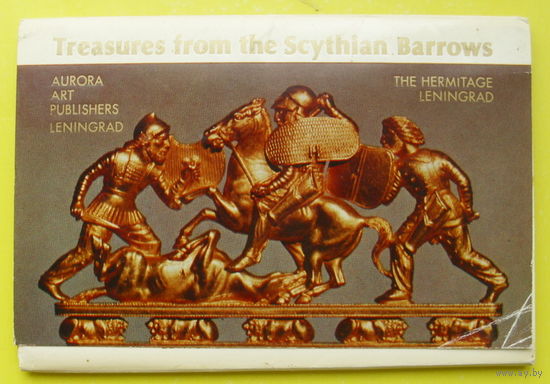 Treasures from the Scythian Barrows
AURORA
ART
PUBLISHERS
LENINGRAD
THE HERMITAGE
LENINGRAD
www.ay.by